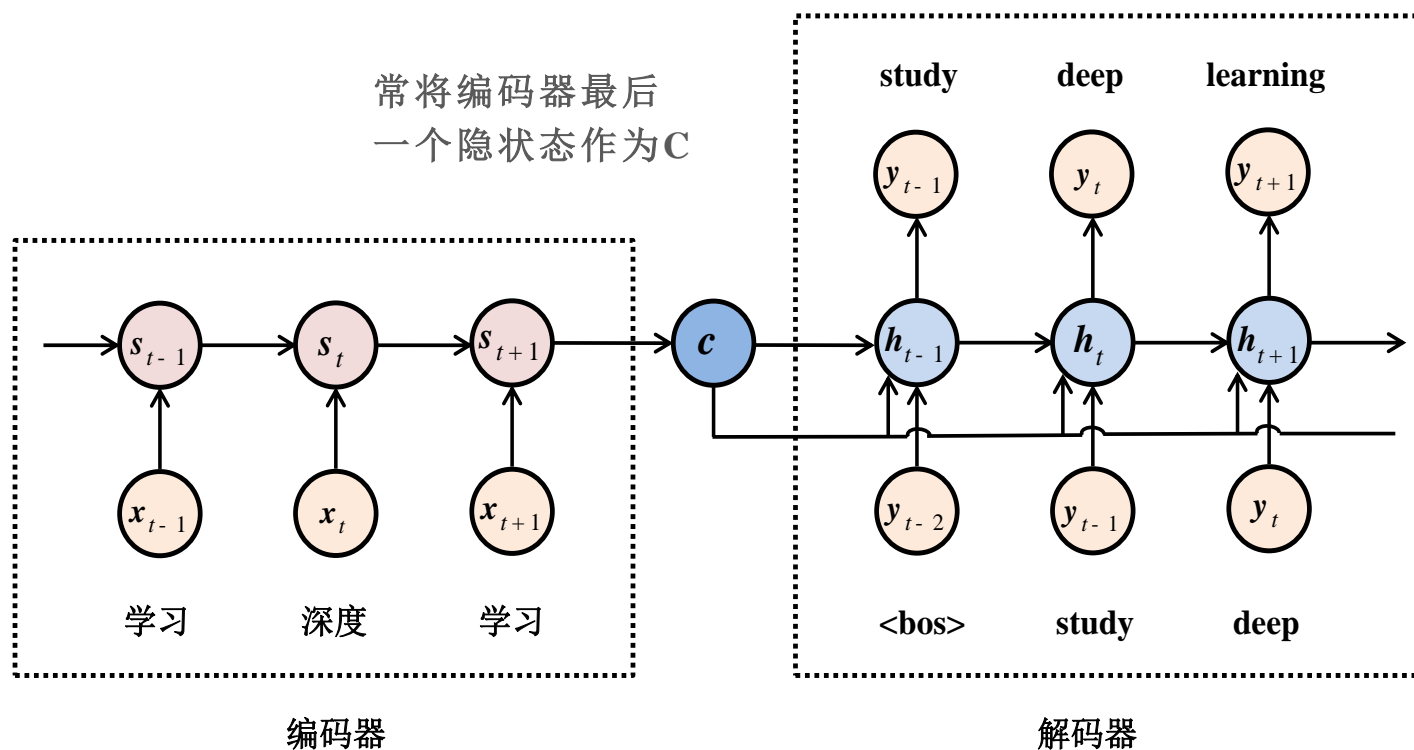 study deep learning
常将编码器最后
一个隐状态作为C
y t-1 y t y t+1
s t-1 s t s t+1 c h t-1 h t h t+1
x t-1 x t x t+1 y t-2 y t-1 y t
学习 深度 学习 <bos> study deep
编码器 解码器